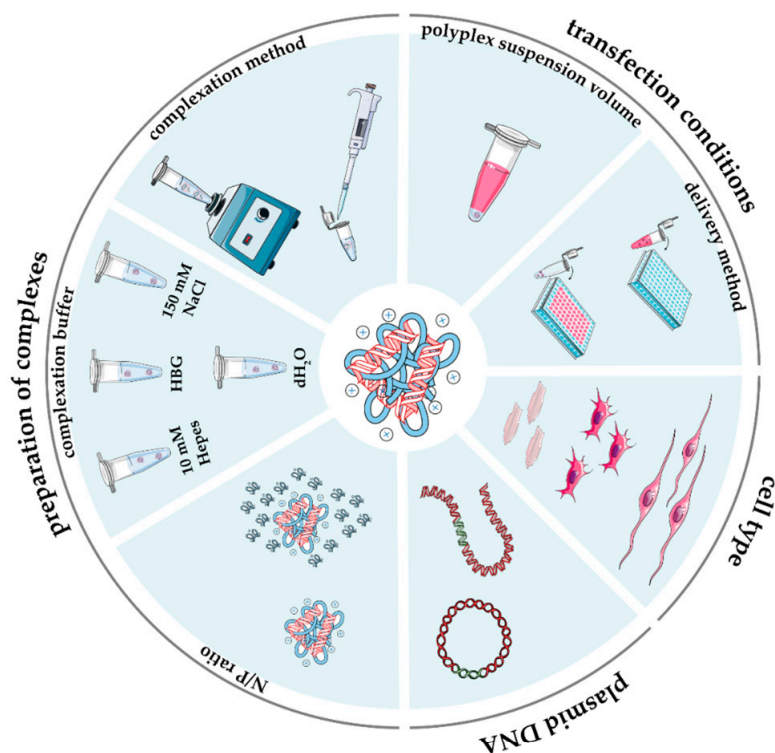 transfection conditions
polyplex suspension volume
delivery method
cell type
plasmid DNA
preparation of complexes
complexation method
complexation buffer
150 mM
NaCl
HBG
dH₂O
10 mM
Hepes
N/P ratio